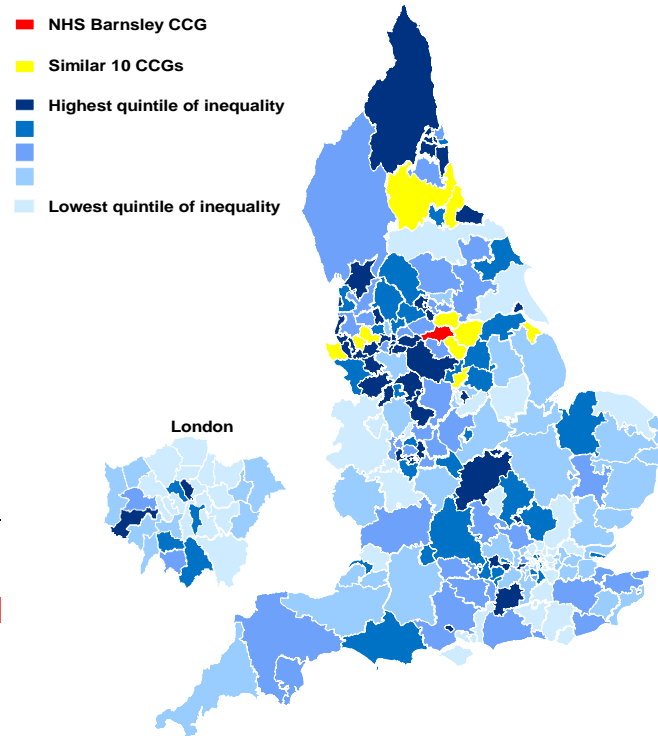 NHS Barnsley CCG
Similar 10 CCGs
Highest quintile of inequality
Lowest quintile of inequality
London